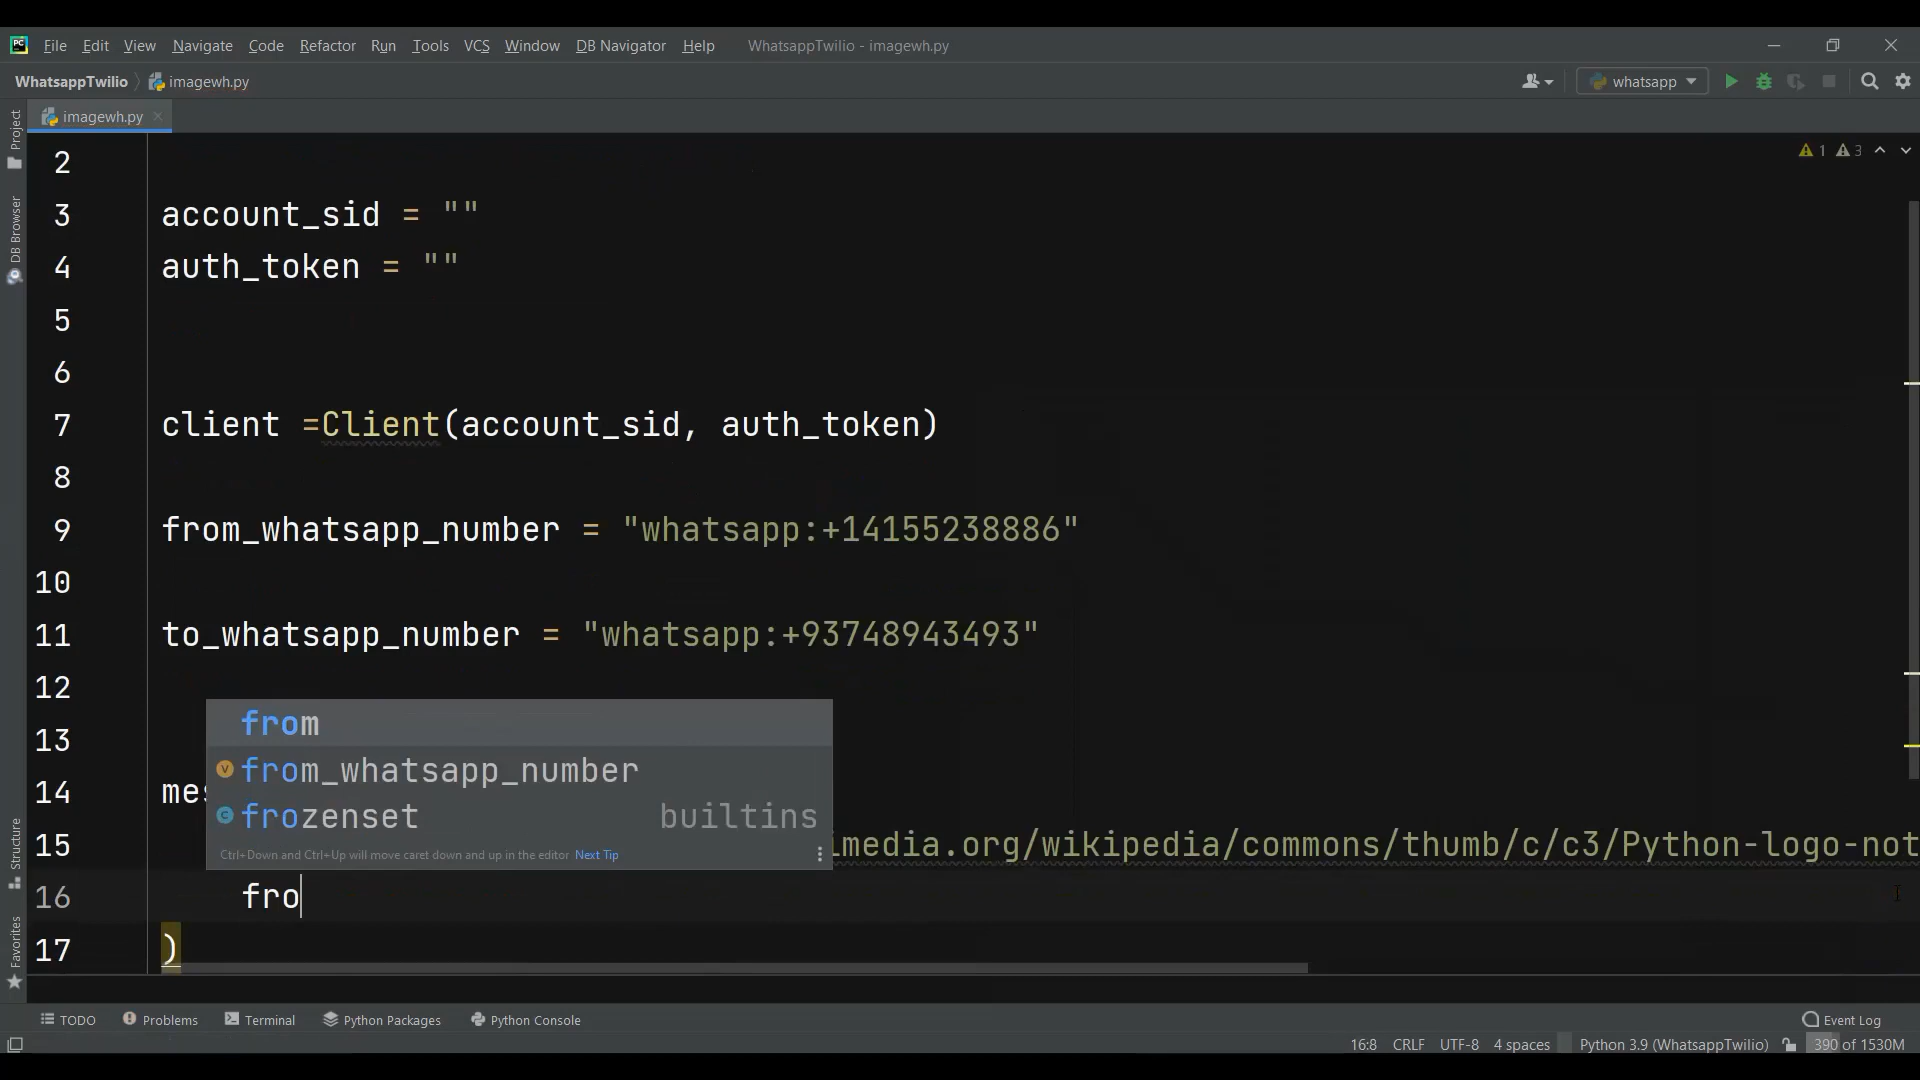 PC File Edit View Navigate Code Refactor Run Tools VCS Window DB Navigator Help WhatsappTwilio - imagewh.py
WhatsappTwilio imagewh.py whatsapp
imagewh.py
Project
DB Browser
Structure
Favorites
1 3
2
3 account_sid = ""
4 auth_token = ""
5
6
7 client =Client(account_sid, auth_token)
8
9 from_whatsapp_number = "whatsapp:+14155238886"
10
11 to_whatsapp_number = "whatsapp:+93748943493"
12
from
13
V from_whatsapp_number
14 mes
C frozenset builtins
15 imedia.org/wikipedia/commons/thumb/c/c3/Python-logo-not
Ctrl+Down and Ctrl+Up will move caret down and up in the editor Next Tip
16 fro
17 )
TODO Problems Terminal Python Packages Python Console Event Log
16:8 CRLF UTF-8 4 spaces Python 3.9 (WhatsappTwilio) 390 of 1530M